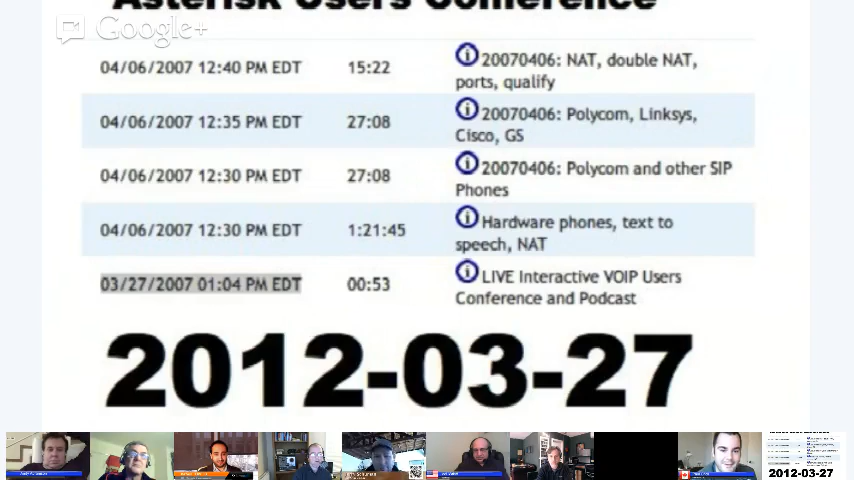 Asterisk Users Conference
Google+
04/06/2007 12:40 PM EDT 15:22 20070406: NAT, double NAT,
ports, qualify
04/06/2007 12:35 PM EDT 27:08 20070406: Polycom, Linksys,
Cisco, GS
04/06/2007 12:30 PM EDT 27:08 20070406: Polycom and other SIP
Phones
04/06/2007 12:30 PM EDT 1:21:45 Hardware phones, text to
speech, NAT
03/27/2007 01:04 PM EDT 00:53 LIVE Interactive VOIP Users
Conference and Podcast
2012-03-27
2012-03-27